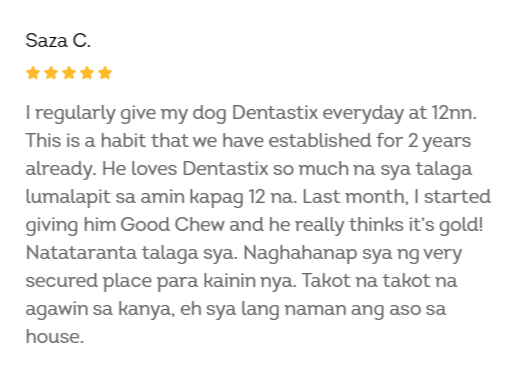 Saza C.
I regularly give my dog Dentastix everyday at 12nn.
This is a habit that we have established for 2 years
already. He loves Dentastix so much na sya talaga
lumalapit sa amin kapag 12 na. Last month, I started
giving him Good Chew and he really thinks it's gold!
Natataranta talaga sya. Naghahanap sya ng very
secured place para kainin nya. Takot na takot na
agawin sa kanya, eh sya lang naman ang aso sa
house.